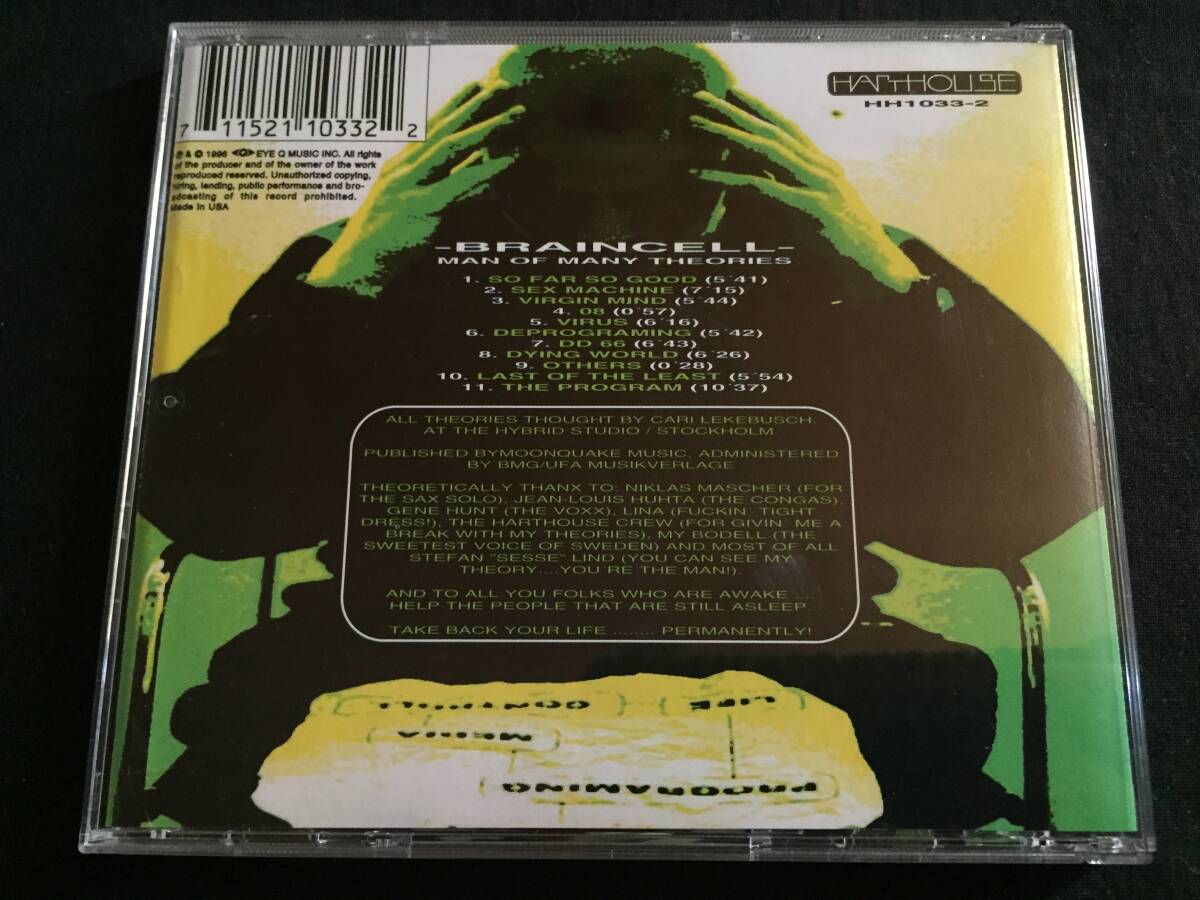 7 11521 10332 2
HARTHOUSE
HH1033-2
℗ & © 1996 <Q> EYE Q MUSIC INC. All rights
of the producer and of the owner of the work
reproduced reserved. Unauthorized copying,
hiring, lending, public performance and bro-
adcasting of this record prohibited.
Made in USA
-BRAINCELL-
MAN OF MANY THEORIES
1. SO FAR SO GOOD (5´41)
2. SEX MACHINE (7´15)
3. VIRGIN MIND (5´44)
4. 08 (0´57)
5. VIRUS (6´16)
6. DEPROGRAMING (5´42)
7. DD 66 (6´43)
8. DYING WORLD (6´26)
9. OTHERS (0´28)
10. LAST OF THE LEAST (5´54)
11. THE PROGRAM (10´37)
ALL THEORIES THOUGHT BY CARI LEKEBUSCH.
AT THE HYBRID STUDIO / STOCKHOLM
PUBLISHED BYMOONQUAKE MUSIC, ADMINISTERED
BY BMG/UFA MUSIKVERLAGE
THEORETICALLY THANX TO: NIKLAS MASCHER (FOR
THE SAX SOLO), JEAN-LOUIS HUHTA (THE CONGAS).
GENE HUNT (THE VOXX), LINA (FUCKIN´ TIGHT
DRESS!), THE HARTHOUSE CREW (FOR GIVIN´ ME A
BREAK WITH MY THEORIES), MY BODELL (THE
SWEETEST VOICE OF SWEDEN) AND MOST OF ALL
STEFAN "SESSE" LIND (YOU CAN SEE MY
THEORY....YOU´RE THE MAN!).
AND TO ALL YOU FOLKS WHO ARE AWAKE ....
HELP THE PEOPLE THAT ARE STILL ASLEEP.
TAKE BACK YOUR LIFE ........ PERMANENTLY!
LIFE CONTROLL
MEDIA
PROGRAMING